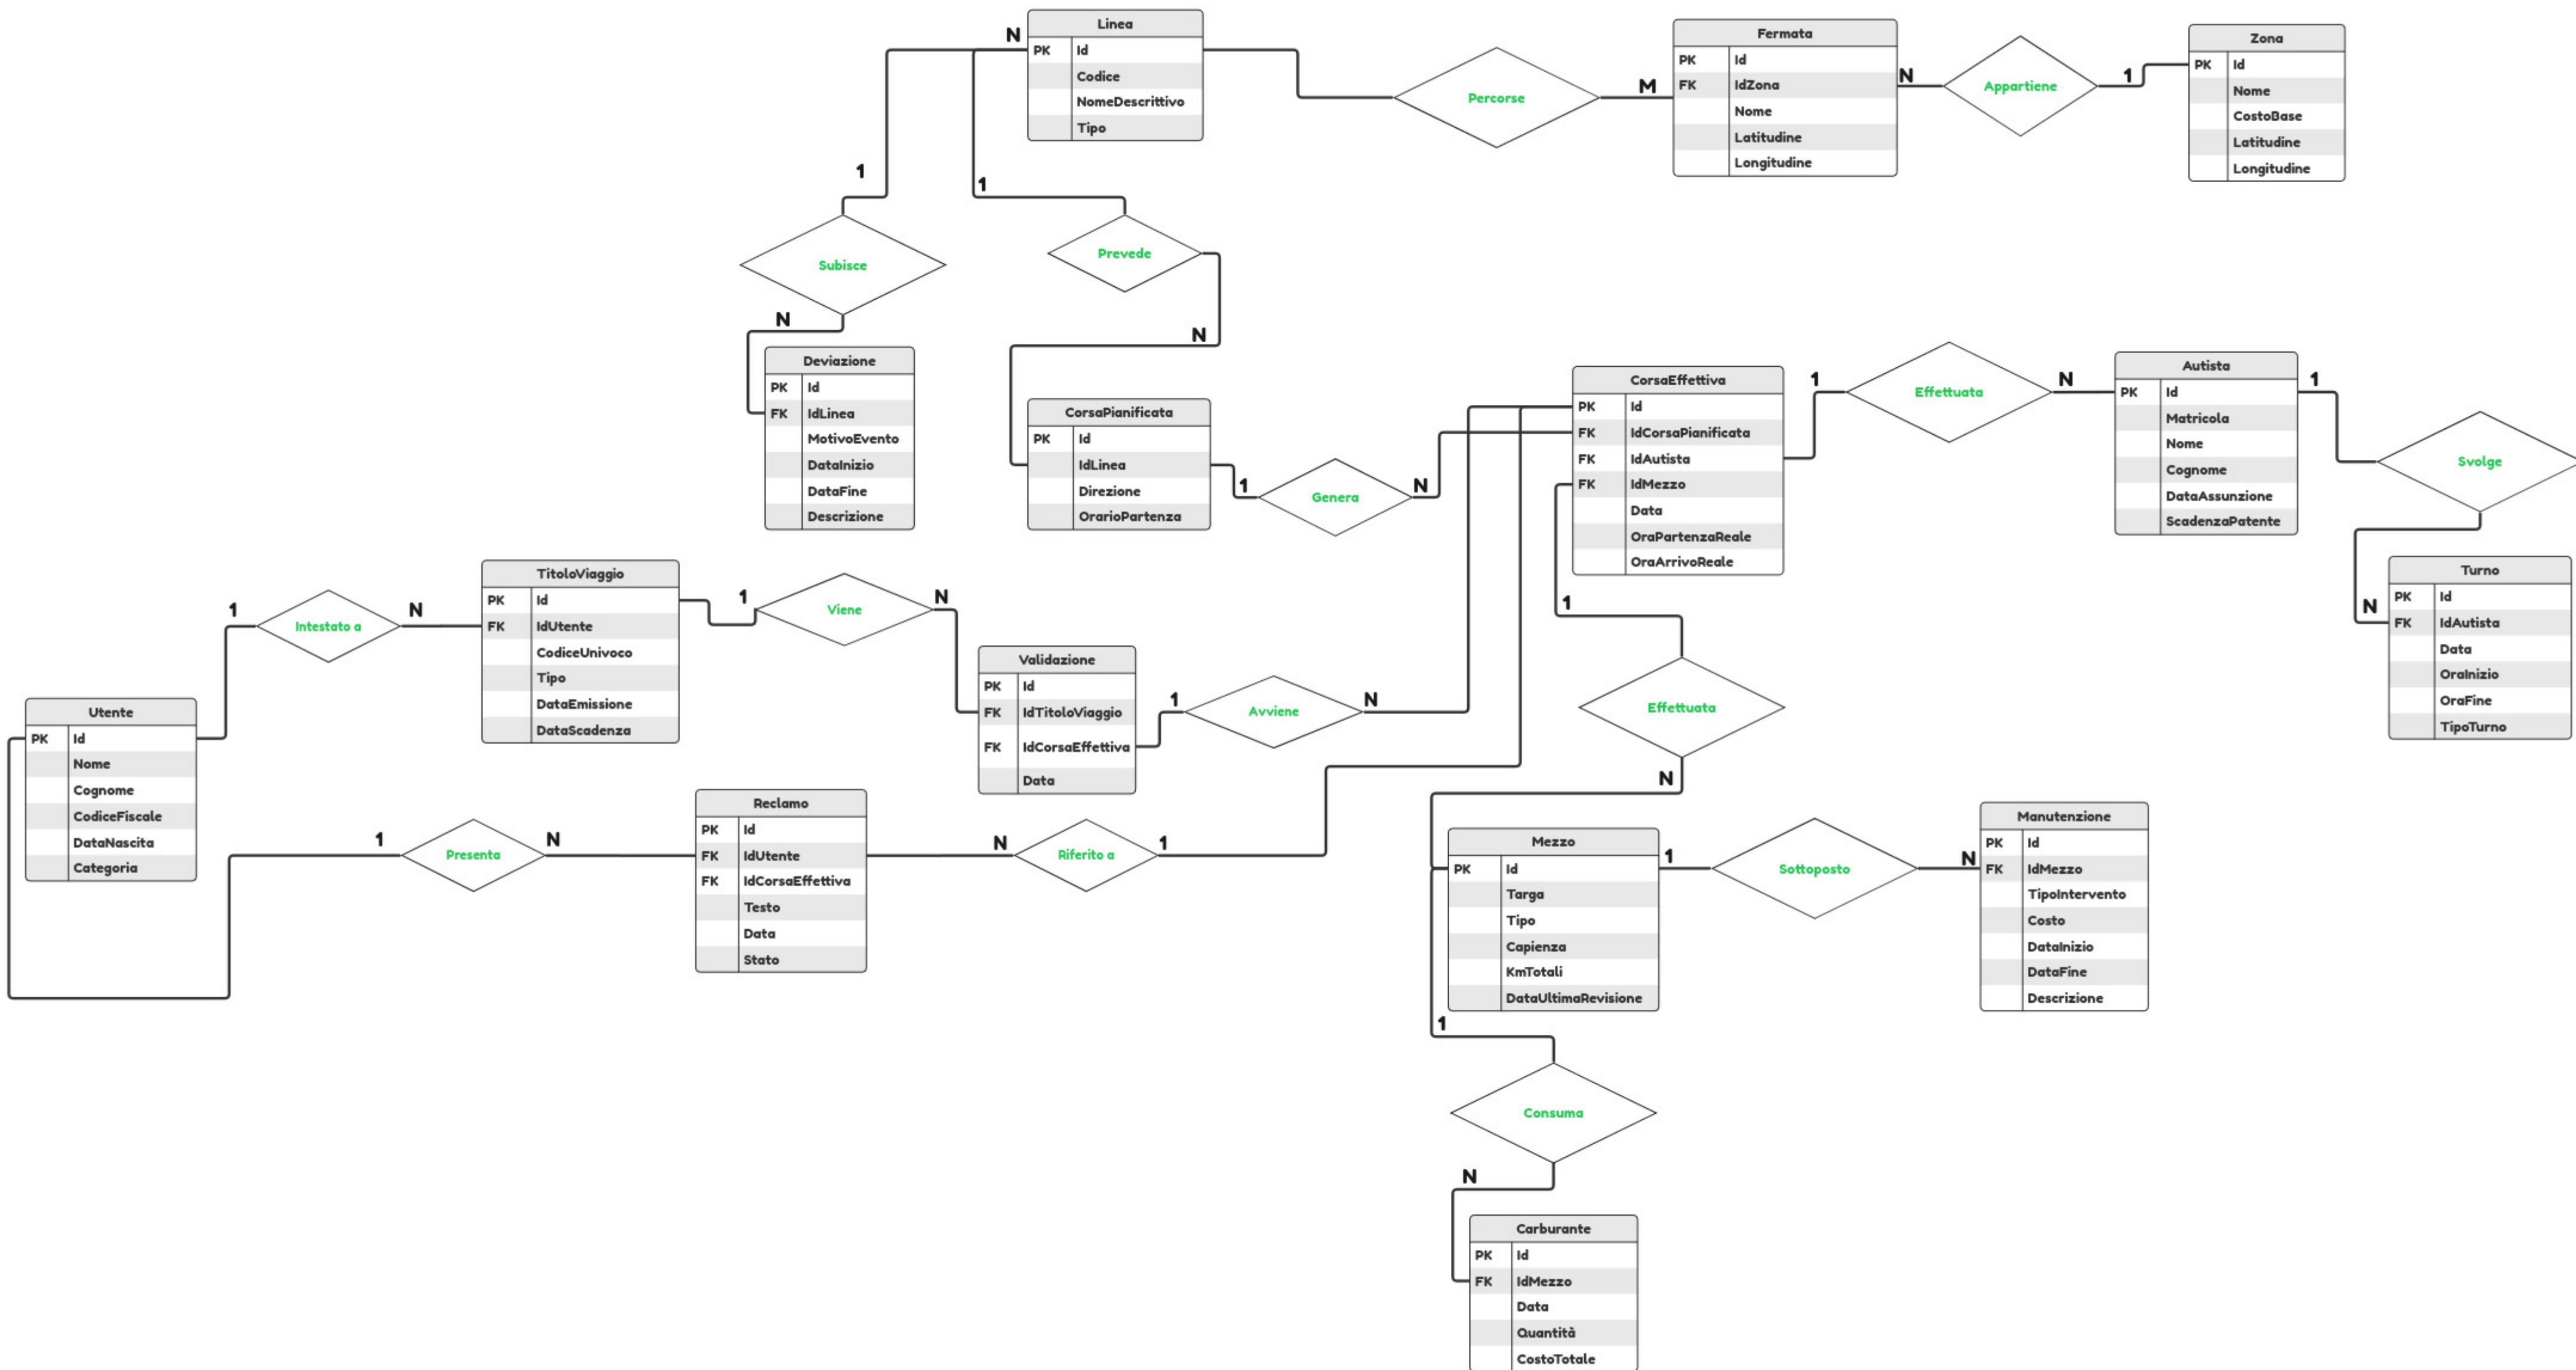 Linea
PK Id
Codice
NomeDescrittivo
Tipo
N
Percorse
M
Fermata
PK Id
FK IdZona
Nome
Latitudine
Longitudine
N
Appartiene
1
Zona
PK Id
Nome
CostoBase
Latitudine
Longitudine
1
Subisce
N
1
Prevede
N
Deviazione
PK Id
FK IdLinea
MotivoEvento
DataInizio
DataFine
Descrizione
CorsaPianificata
PK Id
IdLinea
Direzione
OrarioPartenza
1
Genera
N
CorsaEffettiva
PK Id
FK IdCorsaPianificata
FK IdAutista
FK IdMezzo
Data
OraPartenzaReale
OraArrivoReale
1
Effettuata
N
Autista
PK Id
Matricola
Nome
Cognome
DataAssunzione
ScadenzaPatente
1
Svolge
N
Turno
PK Id
FK IdAutista
Data
OraInizio
OraFine
TipoTurno
1
Intestato a
N
TitoloViaggio
PK Id
FK IdUtente
CodiceUnivoco
Tipo
DataEmissione
DataScadenza
1
Viene
N
Validazione
PK Id
FK IdTitoloViaggio
FK IdCorsaEffettiva
Data
1
Avviene
N
1
Effettuata
N
Utente
PK Id
Nome
Cognome
CodiceFiscale
DataNascita
Categoria
1
Presenta
N
Reclamo
PK Id
FK IdUtente
FK IdCorsaEffettiva
Testo
Data
Stato
N
Riferito a
1
Mezzo
PK Id
Targa
Tipo
Capienza
KmTotali
DataUltimaRevisione
1
Sottoposto
N
Manutenzione
PK Id
FK IdMezzo
TipoIntervento
Costo
DataInizio
DataFine
Descrizione
1
Consuma
N
Carburante
PK Id
FK IdMezzo
Data
Quantità
CostoTotale